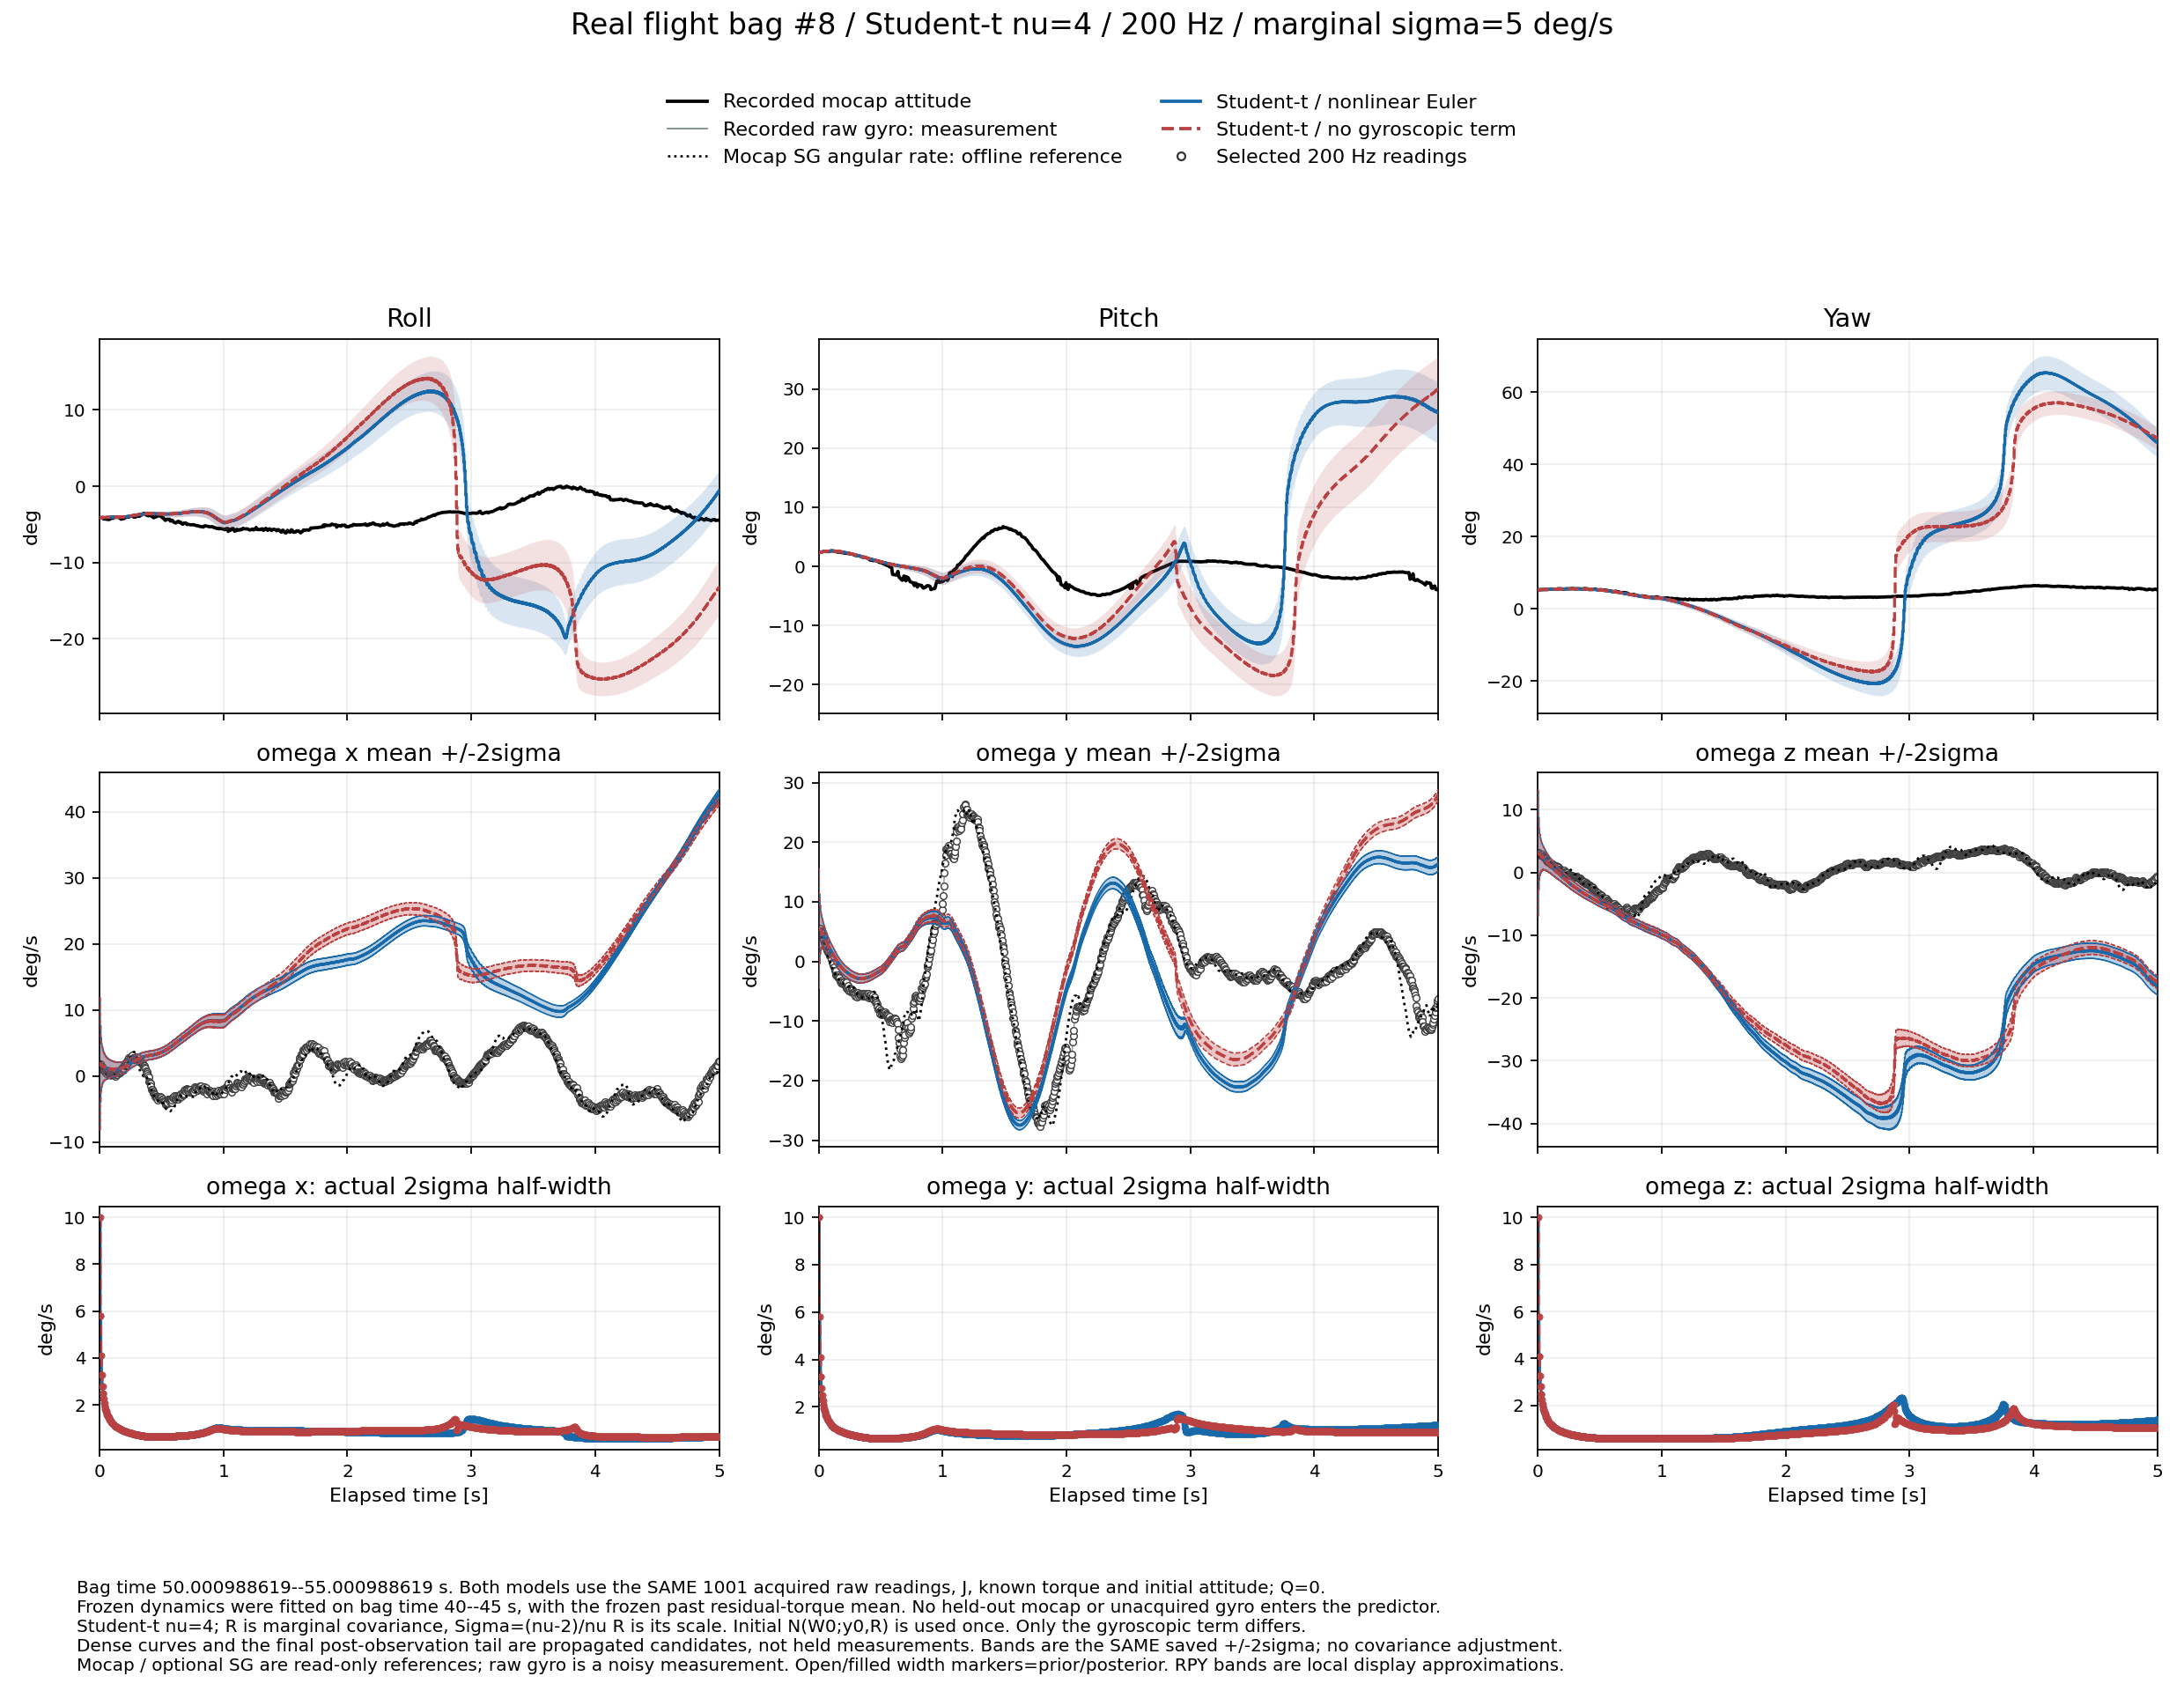 Real flight bag #8 / Student-t nu=4 / 200 Hz / marginal sigma=5 deg/s
Recorded mocap attitude
Recorded raw gyro: measurement
Mocap SG angular rate: offline reference
Student-t / nonlinear Euler
Student-t / no gyroscopic term
Selected 200 Hz readings
Roll
Pitch
Yaw
deg
10
0
−10
−20
deg
30
20
10
0
−10
−20
deg
60
40
20
0
−20
omega x mean +/-2sigma
omega y mean +/-2sigma
omega z mean +/-2sigma
deg/s
40
30
20
10
0
−10
deg/s
30
20
10
0
−10
−20
−30
deg/s
10
0
−10
−20
−30
−40
omega x: actual 2sigma half-width
omega y: actual 2sigma half-width
omega z: actual 2sigma half-width
deg/s
10
8
6
4
2
0 1 2 3 4 5
Elapsed time [s]
deg/s
10
8
6
4
2
0 1 2 3 4 5
Elapsed time [s]
deg/s
10
8
6
4
2
0 1 2 3 4 5
Elapsed time [s]
Bag time 50.000988619--55.000988619 s. Both models use the SAME 1001 acquired raw readings, J, known torque and initial attitude; Q=0.
Frozen dynamics were fitted on bag time 40--45 s, with the frozen past residual-torque mean. No held-out mocap or unacquired gyro enters the predictor.
Student-t nu=4; R is marginal covariance, Sigma=(nu-2)/nu R is its scale. Initial N(W0;y0,R) is used once. Only the gyroscopic term differs.
Dense curves and the final post-observation tail are propagated candidates, not held measurements. Bands are the SAME saved +/-2sigma; no covariance adjustment.
Mocap / optional SG are read-only references; raw gyro is a noisy measurement. Open/filled width markers=prior/posterior. RPY bands are local display approximations.